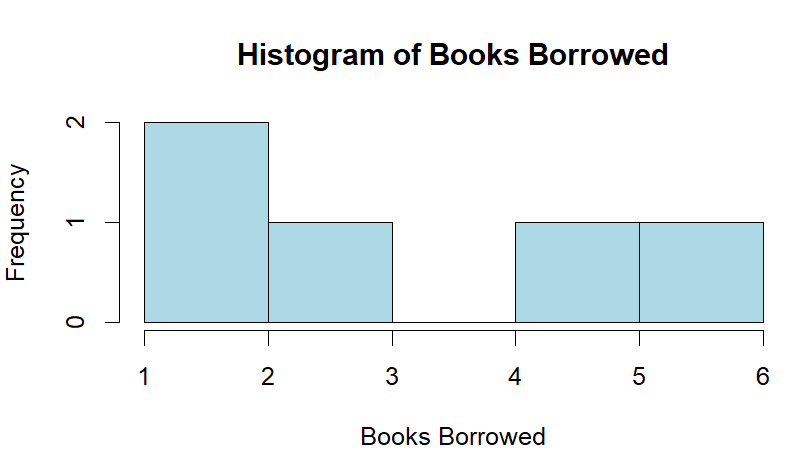 Histogram of Books Borrowed
Frequency
2
1
0
1 2 3 4 5 6
Books Borrowed